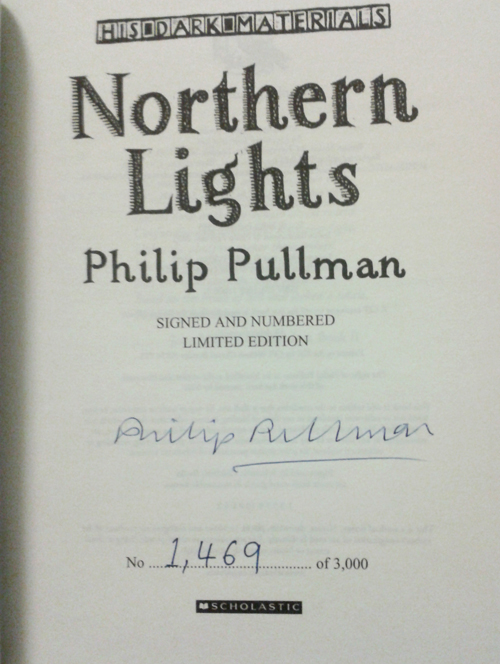 HIS DARK MATERIALS
Northern
Lights
Philip Pullman
SIGNED AND NUMBERED
LIMITED EDITION
Philip Pullman
No 1,469 of 3,000
SCHOLASTIC